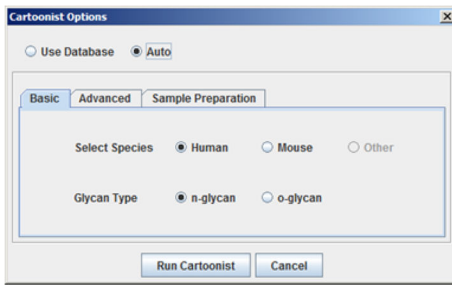 Cartoonist Options
Use Database Auto
Basic Advanced Sample Preparation
Select Species Human Mouse Other
Glycan Type n-glycan o-glycan
Run Cartoonist Cancel